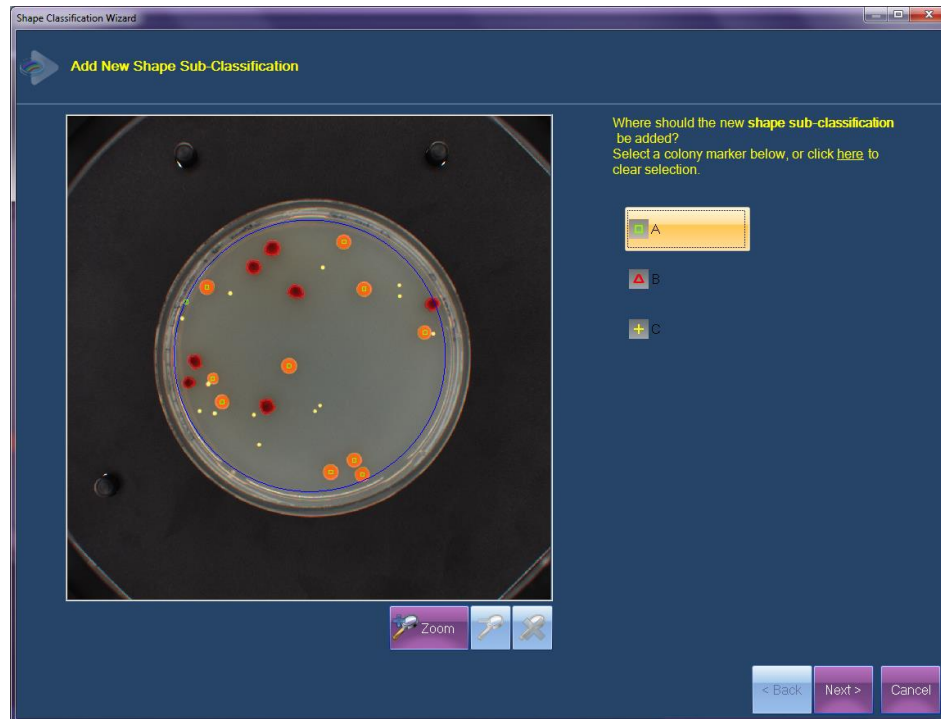 Shape Classification Wizard
Add New Shape Sub-Classification
Where should the new shape sub-classification
be added?
Select a colony marker below, or click here to
clear selection.
A
B
C
Zoom
< Back
Next >
Cancel